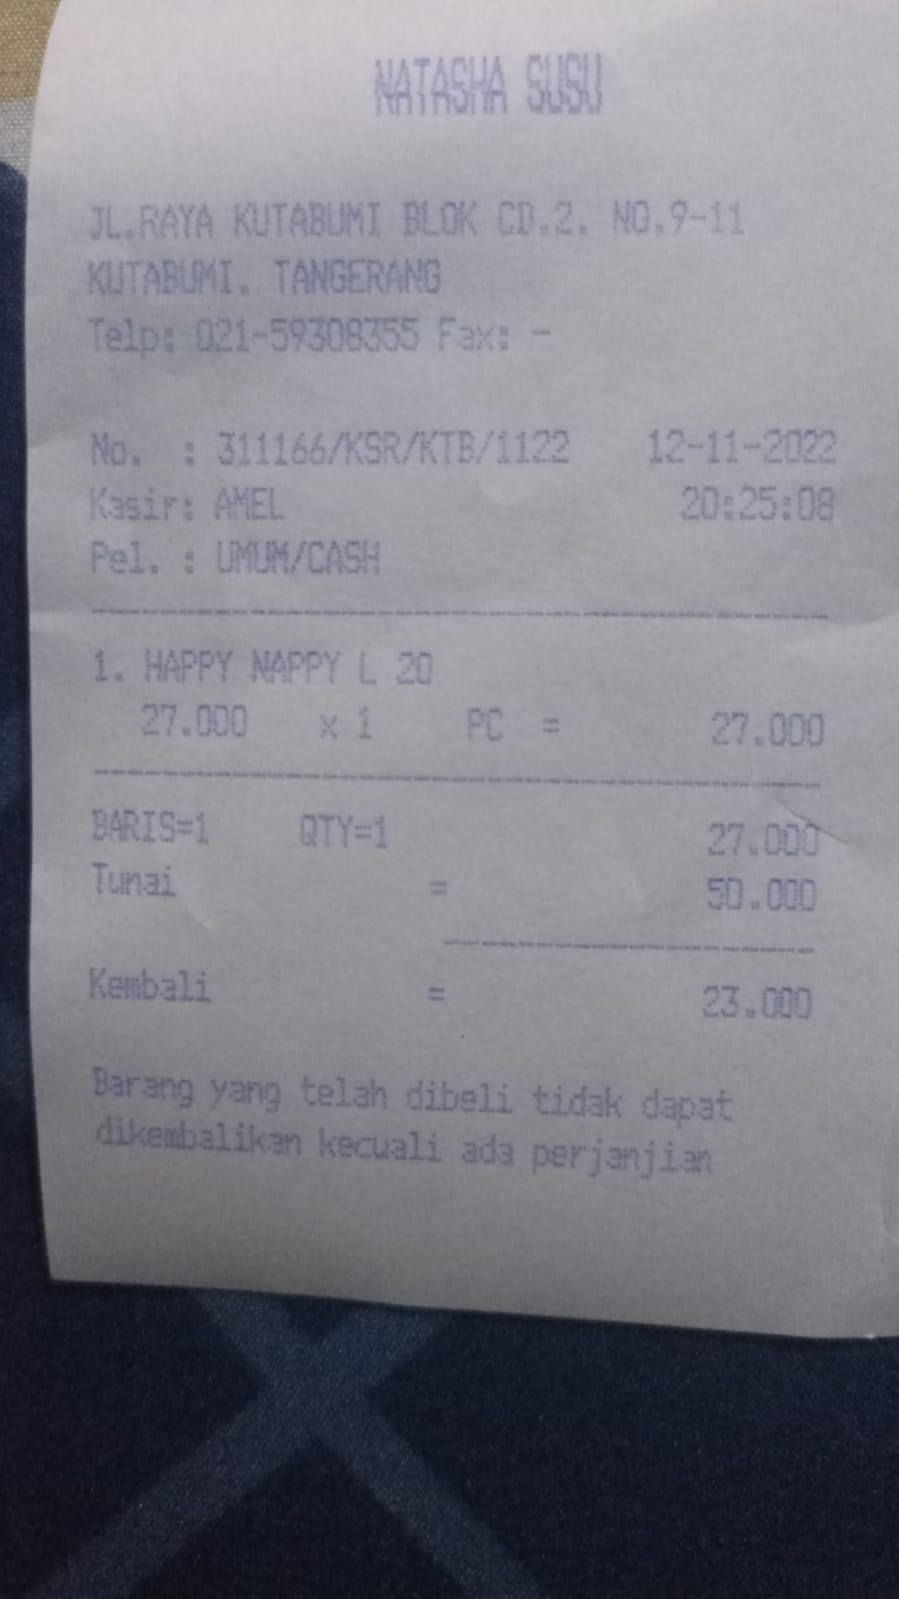 NATASHA SUSU
JL.RAYA KUTABUMI BLOK CD.2. NO.9-11
KUTABUMI. TANGERANG
Telp: 021-59308355 Fax: -
No. : 311166/KSR/KTB/1122 12-11-2022
Kasir: AMEL 20:25:08
Pel. : UMUM/CASH
1. HAPPY NAPPY L 20
27.000 x 1 PC = 27.000
BARIS=1 QTY=1 27.000
Tunai = 50.000
Kembali = 23.000
Barang yang telah dibeli tidak dapat
dikembalikan kecuali ada perjanjian